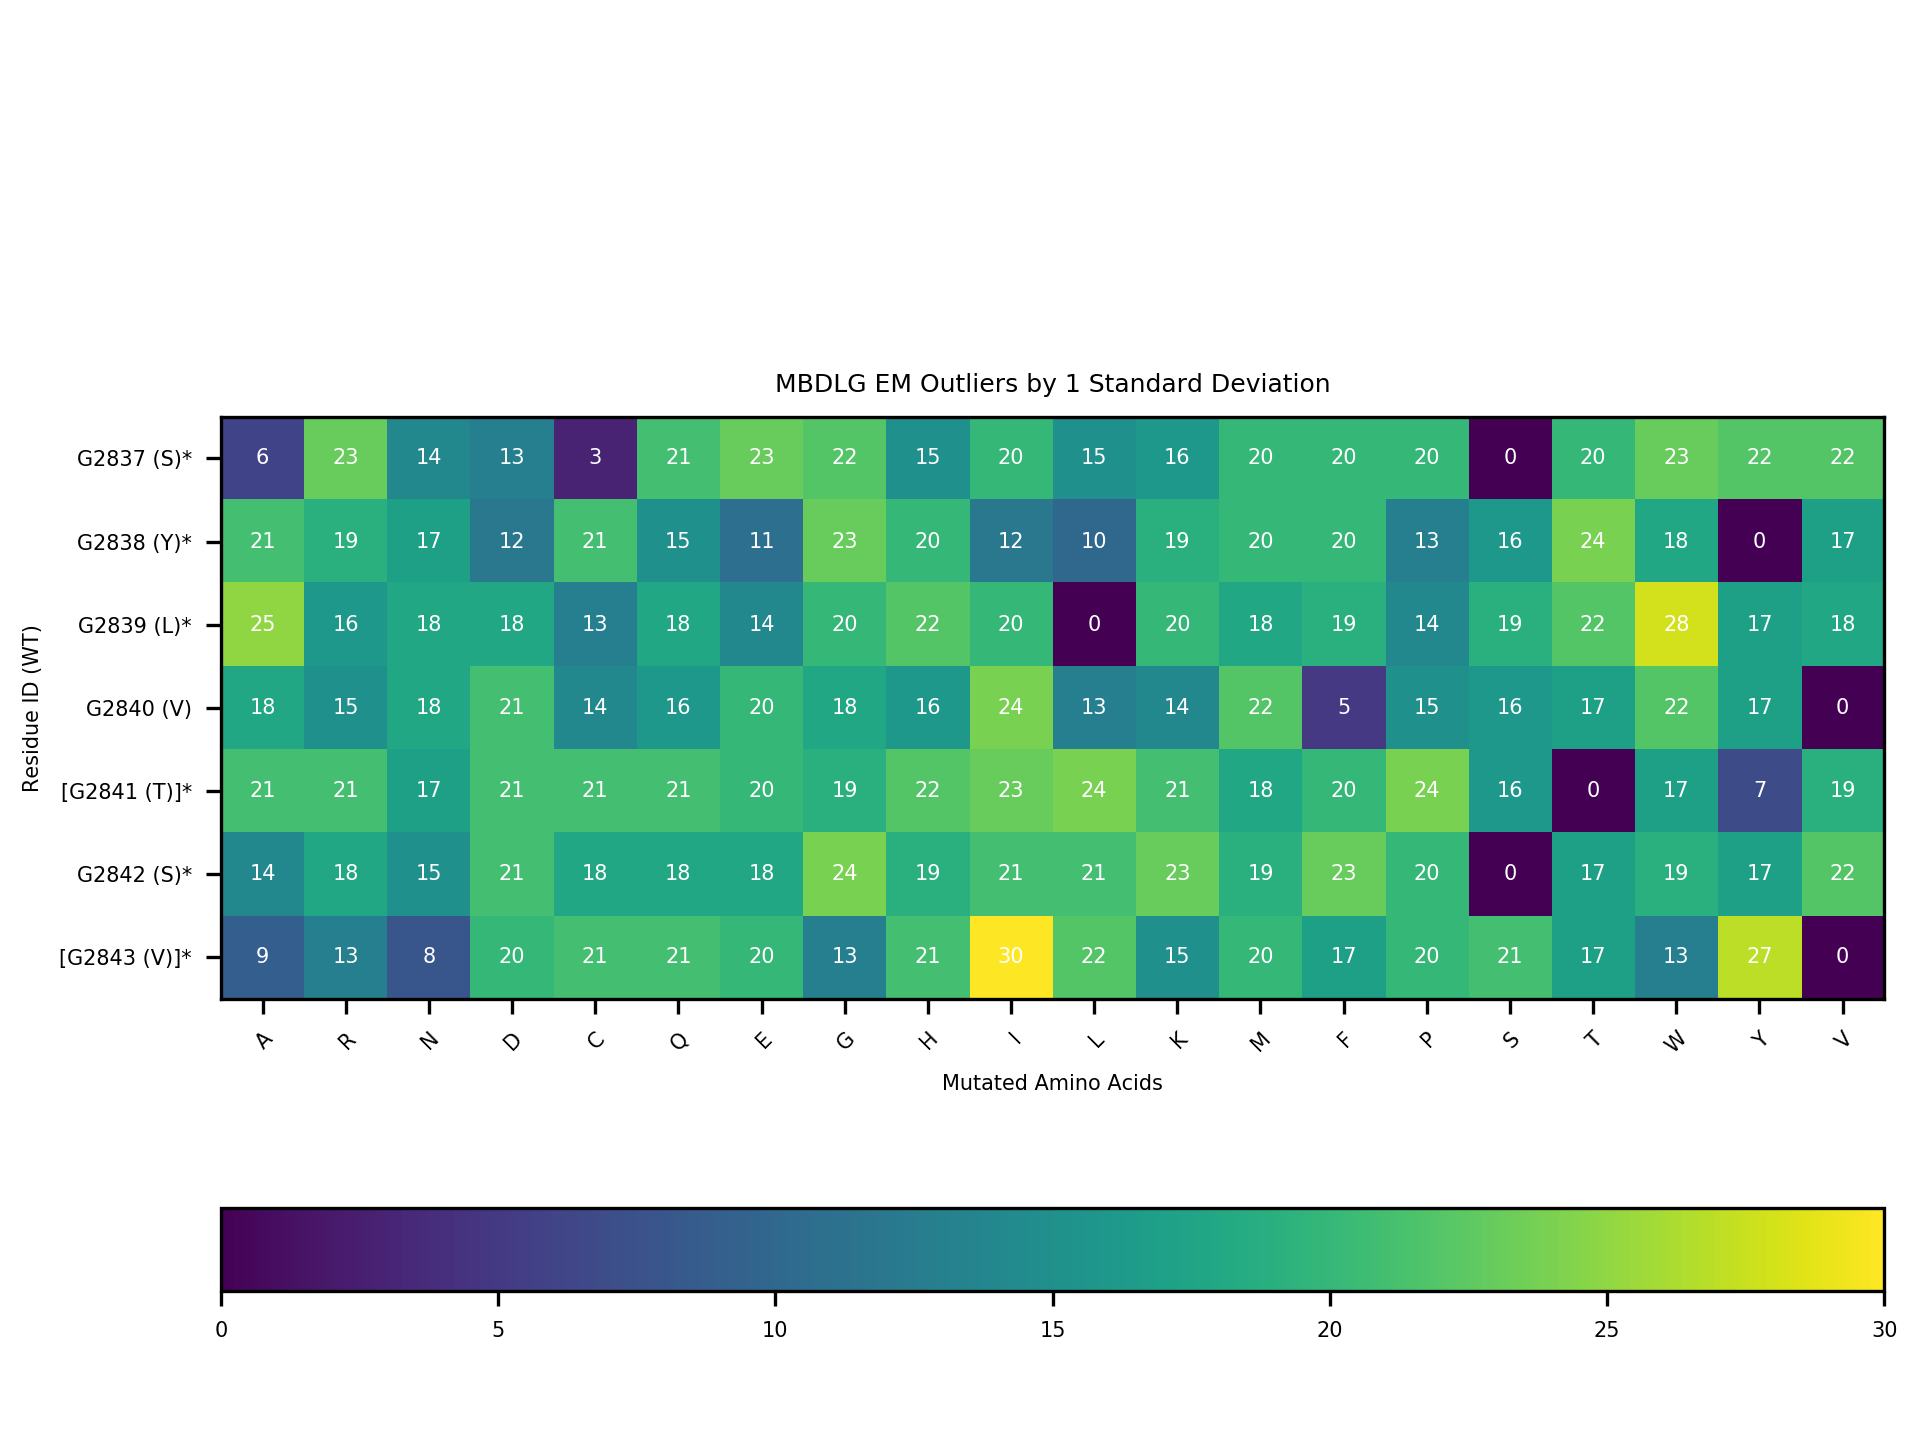 MBDLG EM Outliers by 1 Standard Deviation
Residue ID (WT)
G2837 (S)* 6 23 14 13 3 21 23 22 15 20 15 16 20 20 20 0 20 23 22 22
G2838 (Y)* 21 19 17 12 21 15 11 23 20 12 10 19 20 20 13 16 24 18 0 17
G2839 (L)* 25 16 18 18 13 18 14 20 22 20 0 20 18 19 14 19 22 28 17 18
G2840 (V) 18 15 18 21 14 16 20 18 16 24 13 14 22 5 15 16 17 22 17 0
[G2841 (T)]* 21 21 17 21 21 21 20 19 22 23 24 21 18 20 24 16 0 17 7 19
G2842 (S)* 14 18 15 21 18 18 18 24 19 21 21 23 19 23 20 0 17 19 17 22
[G2843 (V)]* 9 13 8 20 21 21 20 13 21 30 22 15 20 17 20 21 17 13 27 0
A R N D C Q E G H I L K M F P S T W Y V
Mutated Amino Acids
0 5 10 15 20 25 30